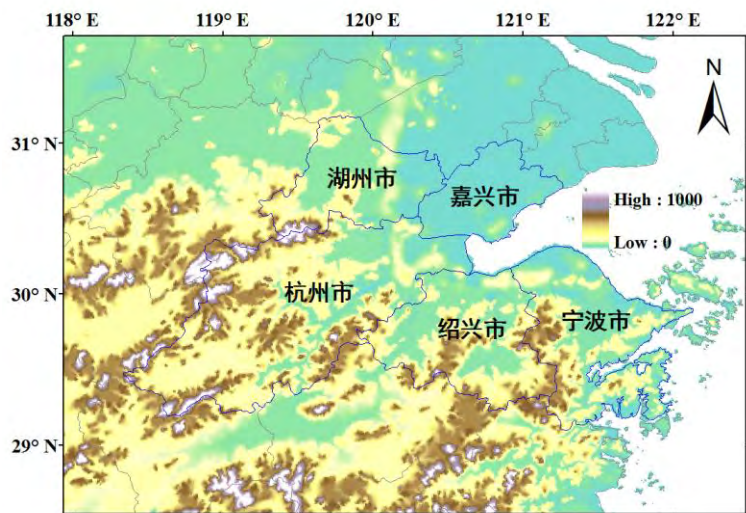 118° E 119° E 120° E 121° E 122° E
N
31° N
湖州市
嘉兴市
High : 1000
Low : 0
30° N
杭州市
绍兴市
宁波市
29° N